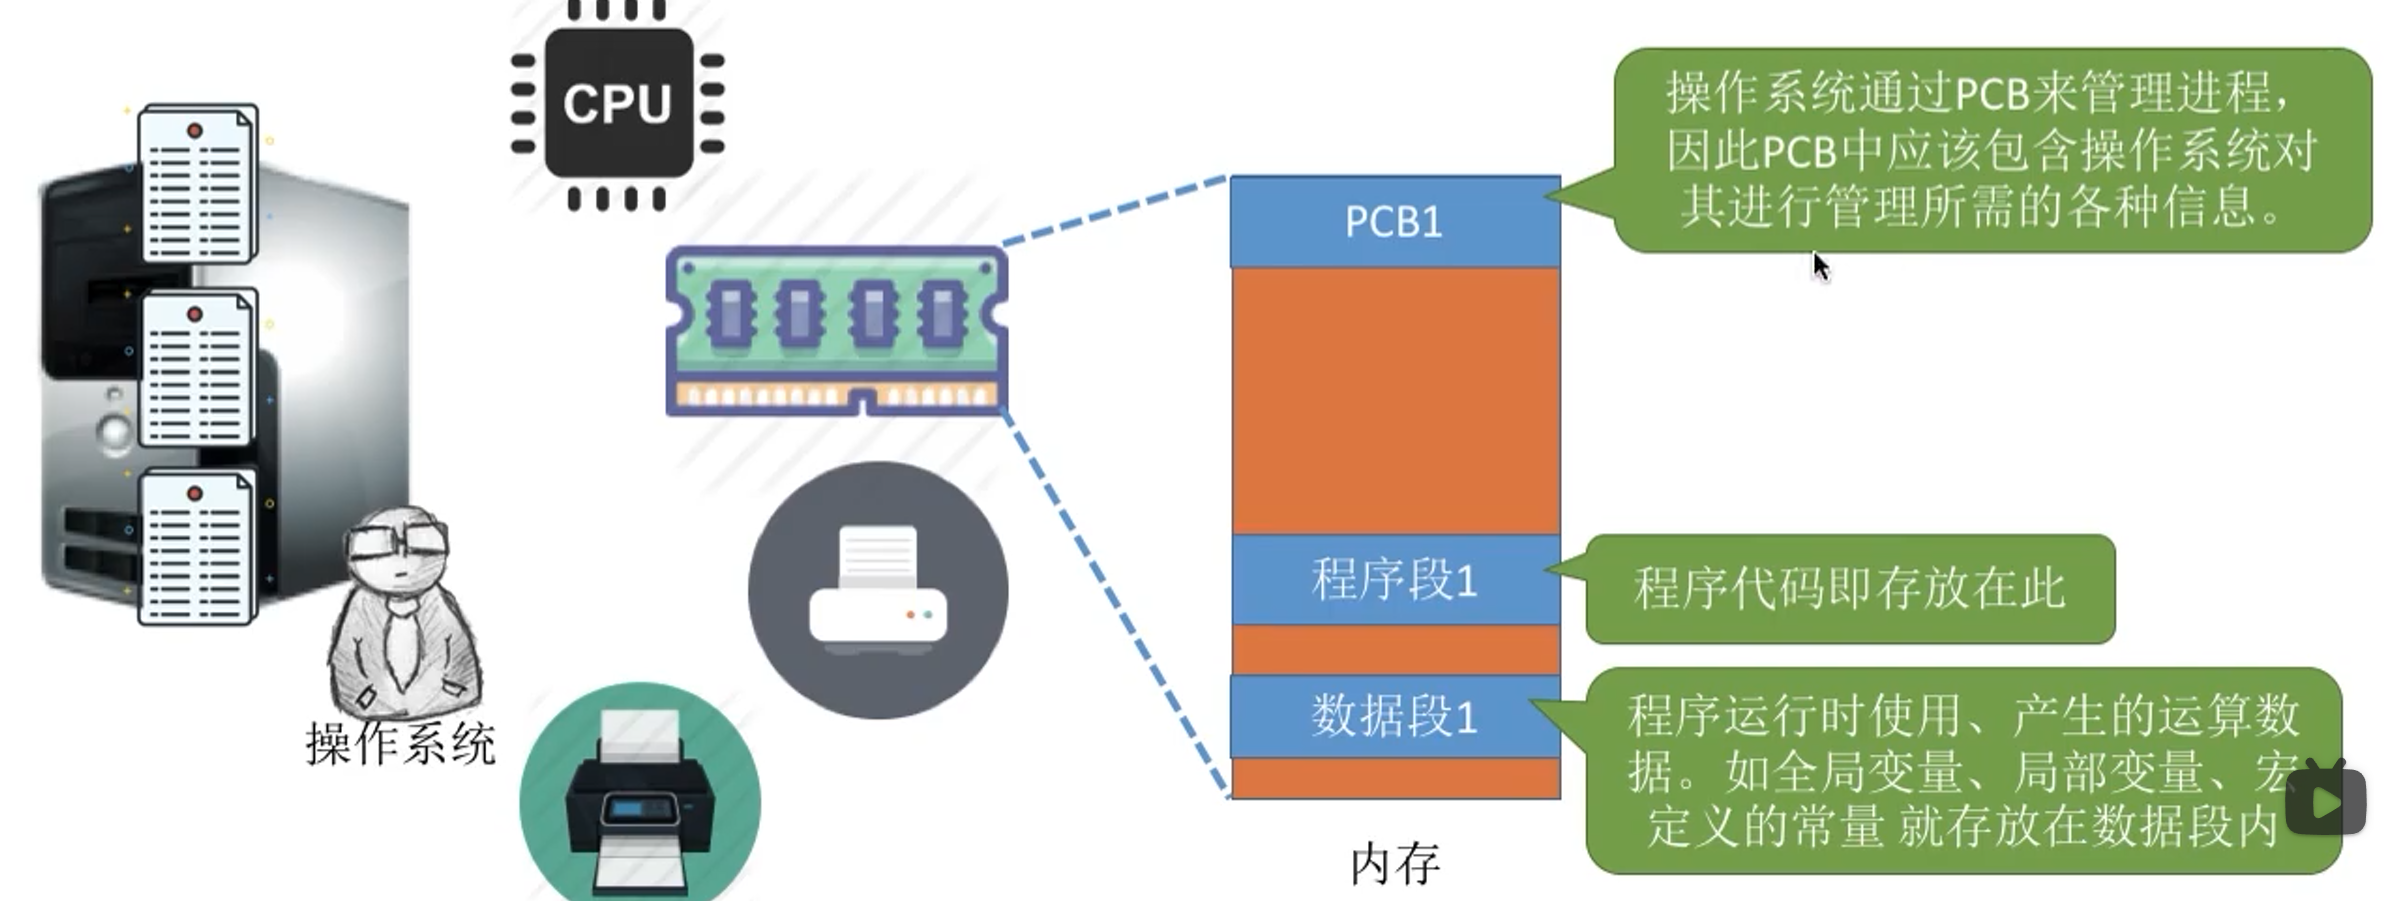 CPU
操作系统通过PCB来管理进程，
因此PCB中应该包含操作系统对
其进行管理所需的各种信息。
PCB1
程序段1
程序代码即存放在此
数据段1
程序运行时使用、产生的运算数
据。如全局变量、局部变量、宏
定义的常量 就存放在数据段内
操作系统
内存